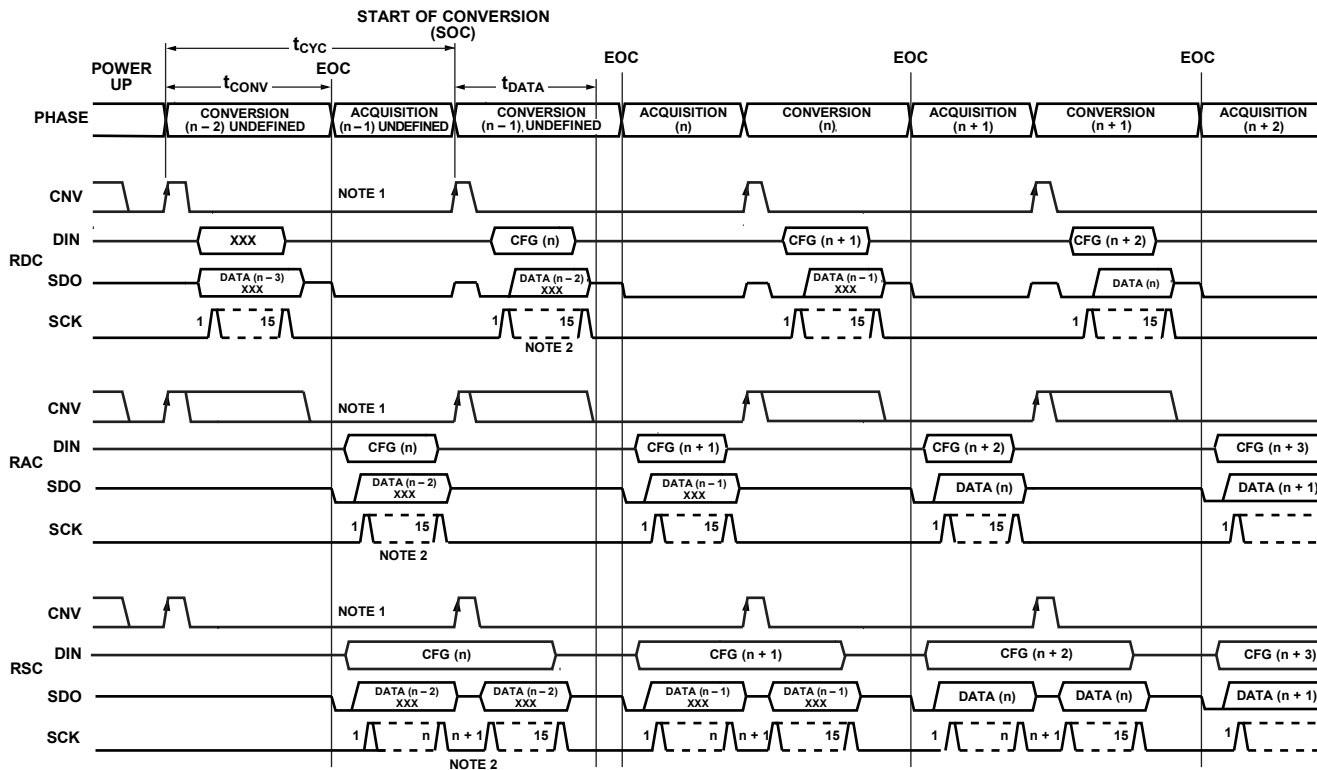 START OF CONVERSION
(SOC)
tCYC
POWER
UP
EOC
EOC
EOC
EOC
tCONV
tDATA
PHASE
CONVERSION
(n – 2) UNDEFINED
ACQUISITION
(n – 1) UNDEFINED
CONVERSION
(n – 1), UNDEFINED
ACQUISITION
(n)
CONVERSION
(n),
ACQUISITION
(n + 1)
CONVERSION
(n + 1)
ACQUISITION
(n + 2)
RDC
CNV
NOTE 1
DIN
XXX
CFG (n)
CFG (n + 1)
CFG (n + 2)
SDO
DATA (n – 3)
XXX
DATA (n – 2)
XXX
DATA (n – 1)
XXX
DATA (n)
SCK
1 15
1 15
1 15
1 15
NOTE 2
RAC
CNV
NOTE 1
DIN
CFG (n)
CFG (n + 1)
CFG (n + 2)
CFG (n + 3)
SDO
DATA (n – 2)
XXX
DATA (n – 1)
XXX
DATA (n)
DATA (n + 1)
SCK
1 15
1 15
1 15
1
NOTE 2
RSC
CNV
NOTE 1
DIN
CFG (n)
CFG (n + 1)
CFG (n + 2)
CFG (n + 3)
SDO
DATA (n – 2)
XXX
DATA (n – 2)
XXX
DATA (n – 1)
XXX
DATA (n – 1)
XXX
DATA (n)
DATA (n)
DATA (n + 1)
SCK
1 n n + 1 15
1 n n + 1 15
1 n n + 1 15
1
NOTE 2